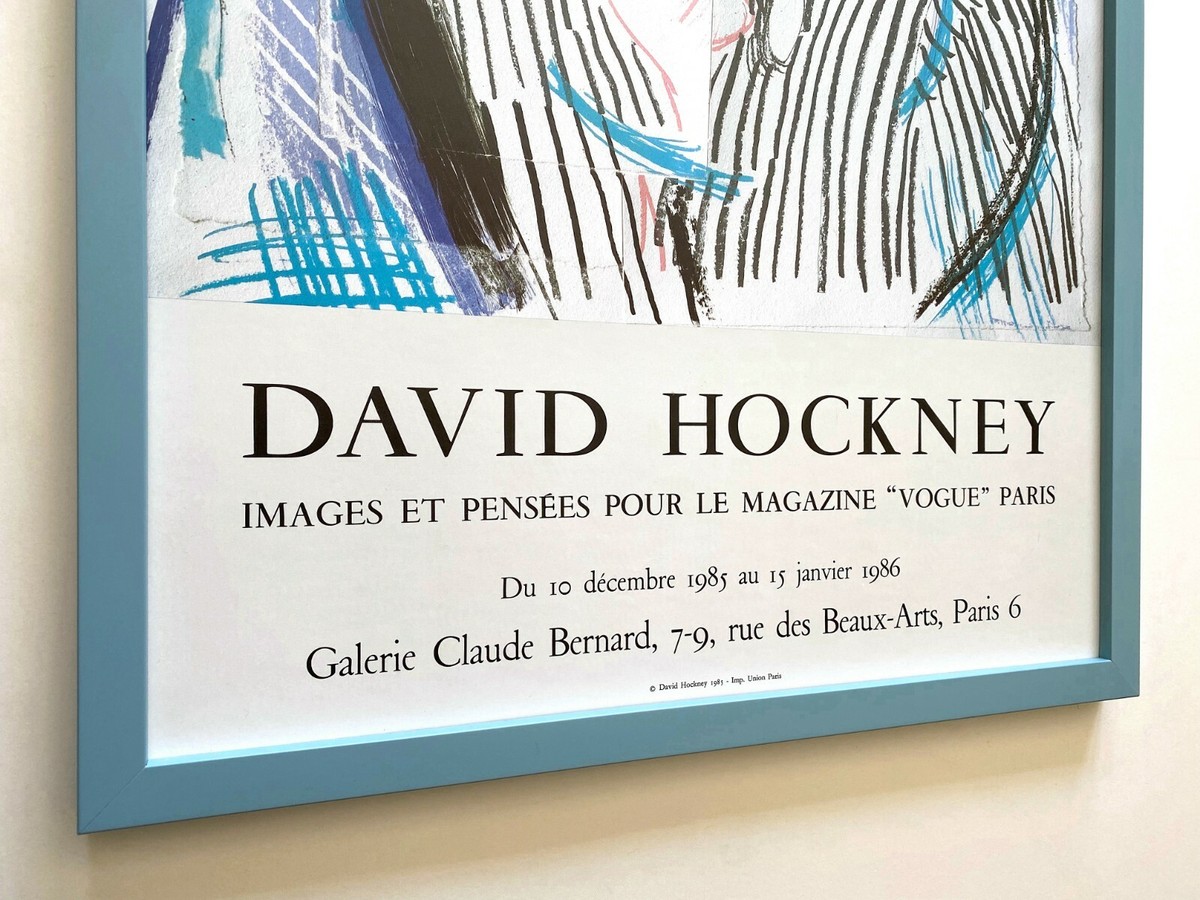 DAVID HOCKNEY
IMAGES ET PENSÉES POUR LE MAGAZINE “VOGUE” PARIS
Du 10 décembre 1985 au 15 janvier 1986
Galerie Claude Bernard, 7-9, rue des Beaux-Arts, Paris 6
© David Hockney 1985 - Imp. Union Paris